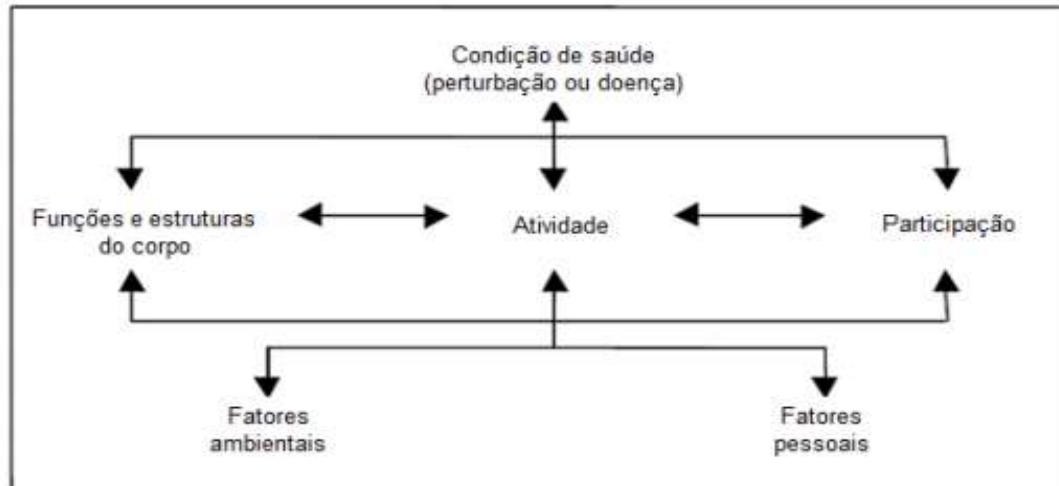 Condição de saúde
(perturbação ou doença)
Funções e estruturas
do corpo
Atividade
Participação
Fatores
ambientais
Fatores
pessoais